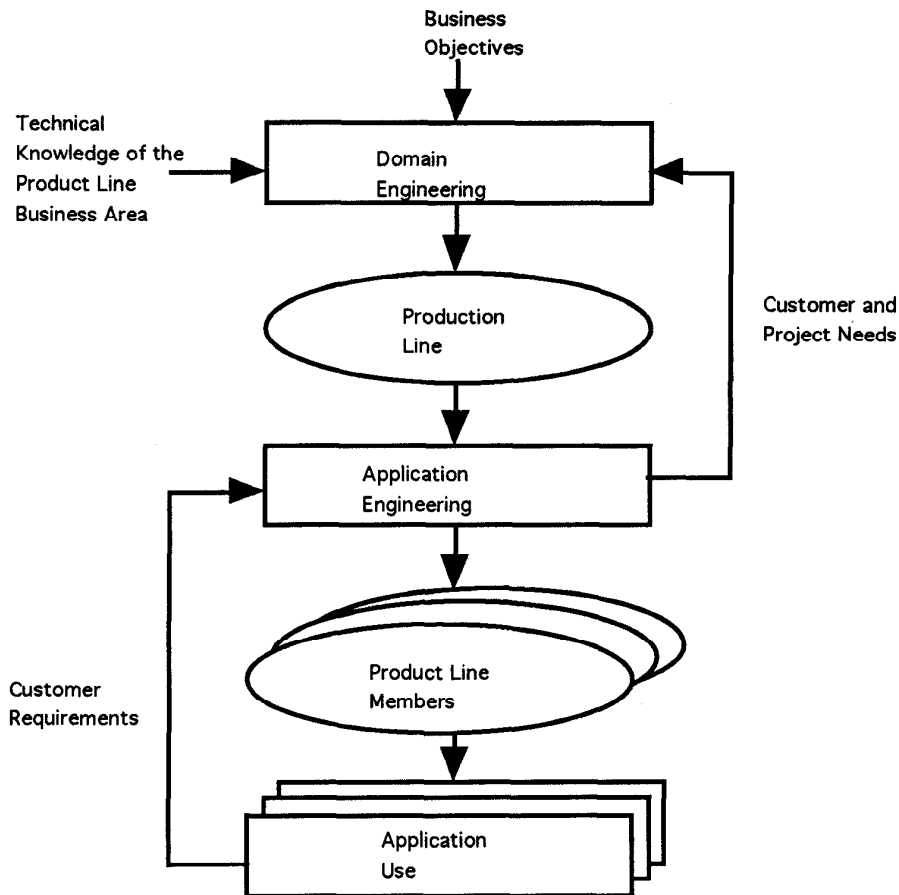 Business
Objectives
Technical
Knowledge of the
Product Line
Business Area
Domain
Engineering
Production
Line
Customer and
Project Needs
Application
Engineering
Product Line
Members
Customer
Requirements
Application
Use